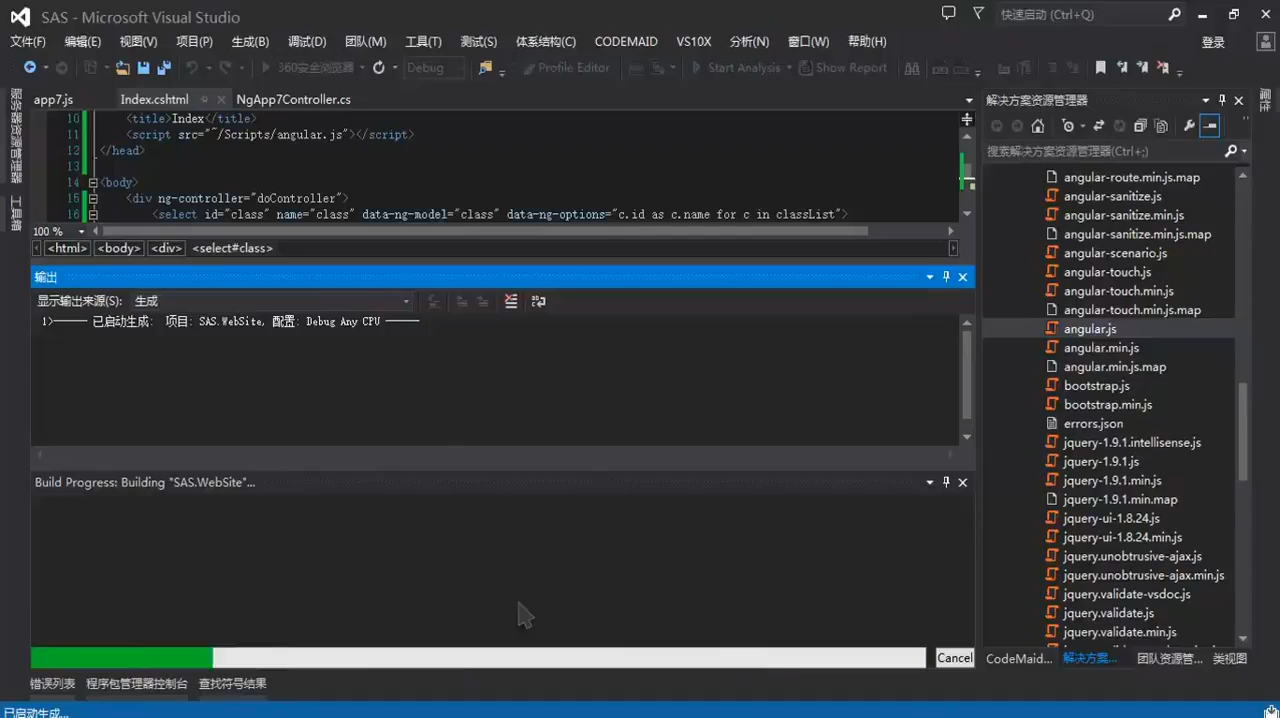 SAS - Microsoft Visual Studio
快速启动 (Ctrl+Q)
文件(F) 编辑(E) 视图(V) 项目(P) 生成(B) 调试(D) 团队(M) 工具(T) 测试(S) 体系结构(C) CODEMAID VS10X 分析(N) 窗口(W) 帮助(H) 登录
360安全浏览器 Debug Profile Editor Start Analysis Show Report
服务器资源管理器
工具箱
app7.js Index.cshtml NgApp7Controller.cs
10 <title>Index</title>
11 <script src="~/Scripts/angular.js"></script>
12 </head>
13
14 <body>
15 <div ng-controller="doController">
16 <select id="class" name="class" data-ng-model="class" data-ng-options="c.id as c.name for c in classList">
100 %
<html> <body> <div> <select#class>
输出
显示输出来源(S): 生成
1>------ 已启动生成: 项目: SAS.WebSite, 配置: Debug Any CPU ------
Build Progress: Building "SAS.WebSite"...
Cancel
错误列表 程序包管理器控制台 查找符号结果
已启动生成...
解决方案资源管理器
搜索解决方案资源管理器(Ctrl+;)
angular-route.min.js.map
angular-sanitize.js
angular-sanitize.min.js
angular-sanitize.min.js.map
angular-scenario.js
angular-touch.js
angular-touch.min.js
angular-touch.min.js.map
angular.js
angular.min.js
angular.min.js.map
bootstrap.js
bootstrap.min.js
errors.json
jquery-1.9.1.intellisense.js
jquery-1.9.1.js
jquery-1.9.1.min.js
jquery-1.9.1.min.map
jquery-ui-1.8.24.js
jquery-ui-1.8.24.min.js
jquery.unobtrusive-ajax.js
jquery.unobtrusive-ajax.min.js
jquery.validate-vsdoc.js
jquery.validate.js
jquery.validate.min.js
CodeMaid... 解决方案... 团队资源管... 类视图
属性